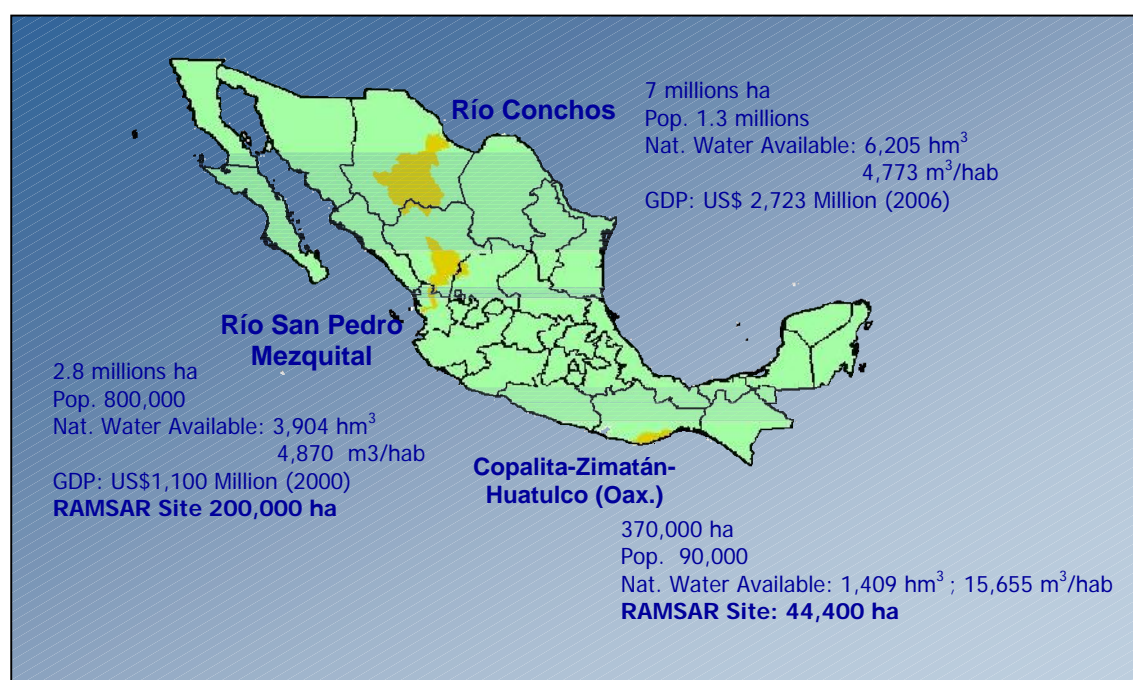 Río Conchos
7 millions ha
Pop. 1.3 millions
Nat. Water Available: 6,205 hm³
4,773 m³/hab
GDP: US$ 2,723 Million (2006)
Río San Pedro
Mezquital
2.8 millions ha
Pop. 800,000
Nat. Water Available: 3,904 hm³
4,870 m3/hab
GDP: US$1,100 Million (2000)
RAMSAR Site 200,000 ha
Copalita-Zimatán-
Huatulco (Oax.)
370,000 ha
Pop. 90,000
Nat. Water Available: 1,409 hm³ ; 15,655 m³/hab
RAMSAR Site: 44,400 ha